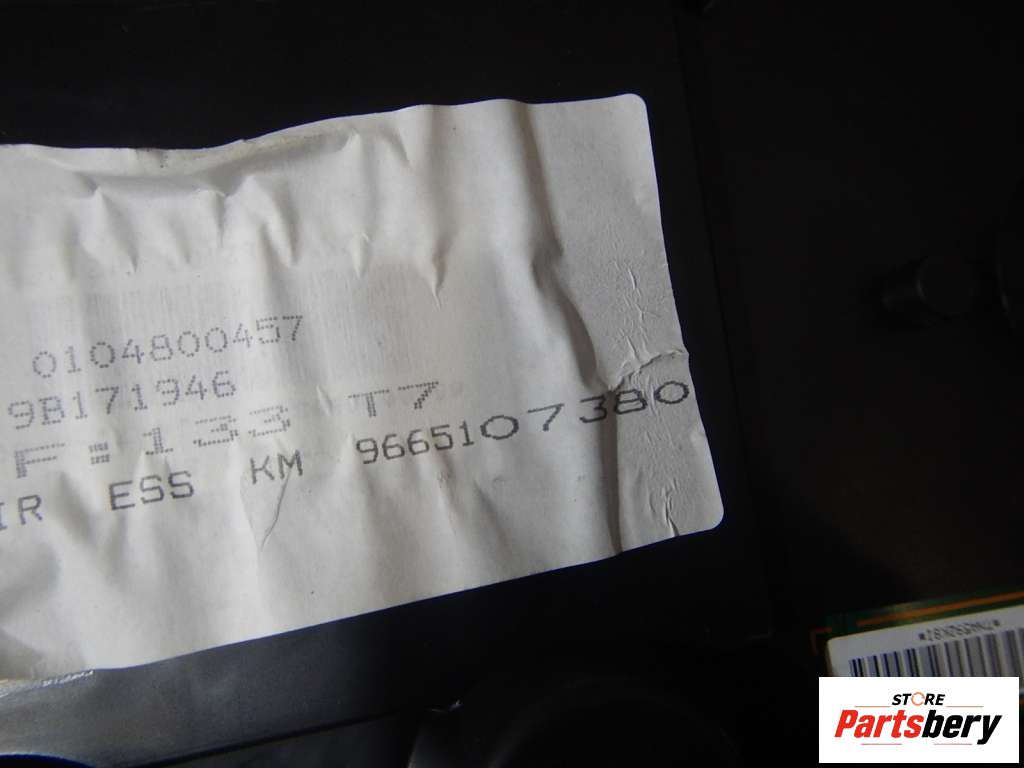 0104800457
9B171946
F=133 T7
IR ESS KM 9665107380
STORE
Partsbery